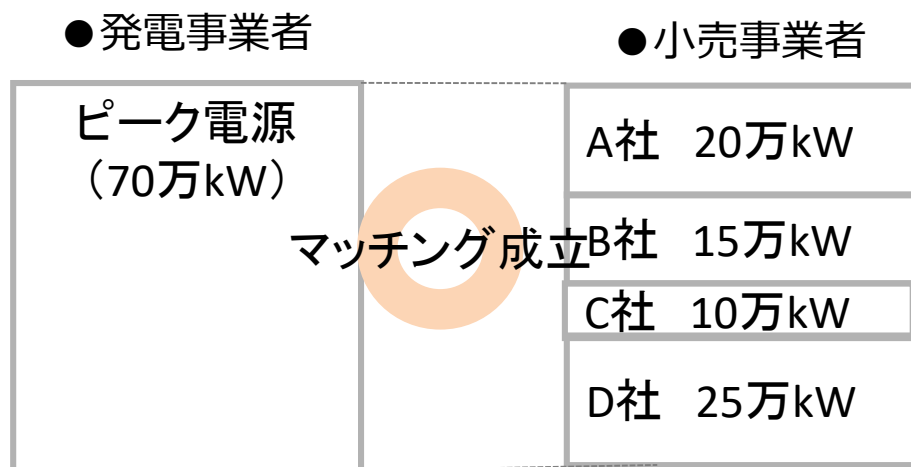 ●発電事業者
●小売事業者
ピーク電源
（70万kW）
マッチング成立
A社 20万kW
B社 15万kW
C社 10万kW
D社 25万kW